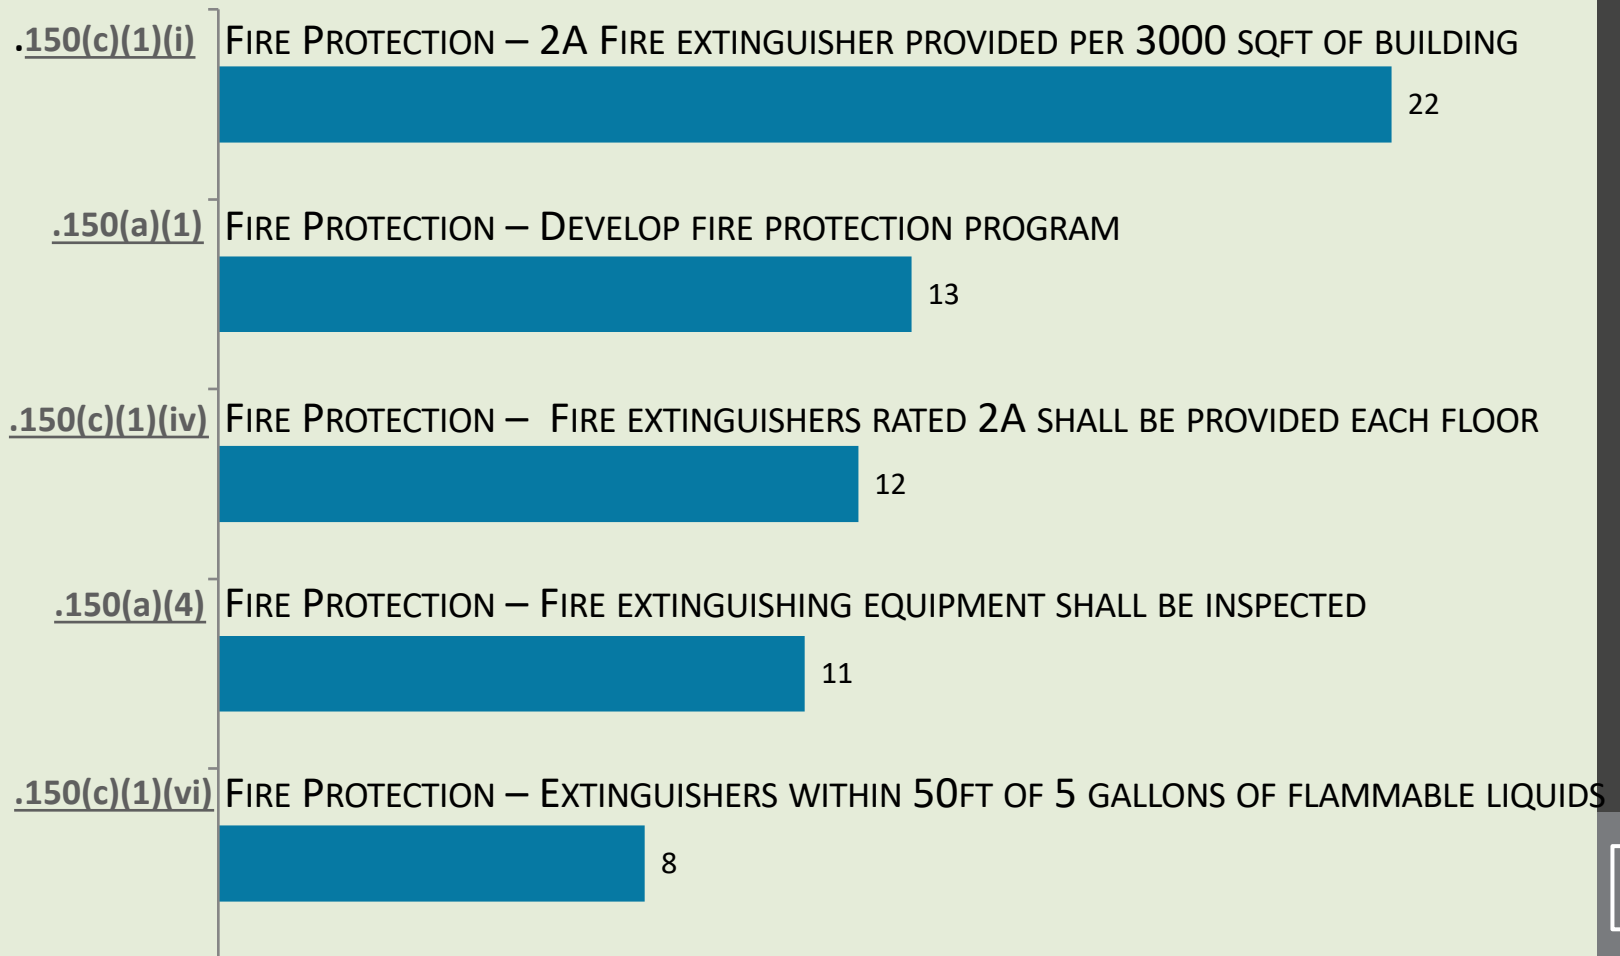 .150(c)(1)(i) FIRE PROTECTION – 2A FIRE EXTINGUISHER PROVIDED PER 3000 SQFT OF BUILDING
22
.150(a)(1) FIRE PROTECTION – DEVELOP FIRE PROTECTION PROGRAM
13
.150(c)(1)(iv) FIRE PROTECTION – FIRE EXTINGUISHERS RATED 2A SHALL BE PROVIDED EACH FLOOR
12
.150(a)(4) FIRE PROTECTION – FIRE EXTINGUISHING EQUIPMENT SHALL BE INSPECTED
11
.150(c)(1)(vi) FIRE PROTECTION – EXTINGUISHERS WITHIN 50FT OF 5 GALLONS OF FLAMMABLE LIQUIDS
8